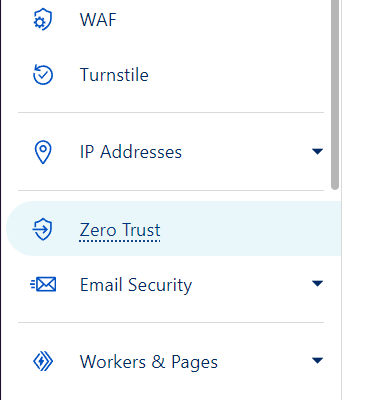 WAF
Turnstile
IP Addresses
Zero Trust
Email Security
Workers & Pages